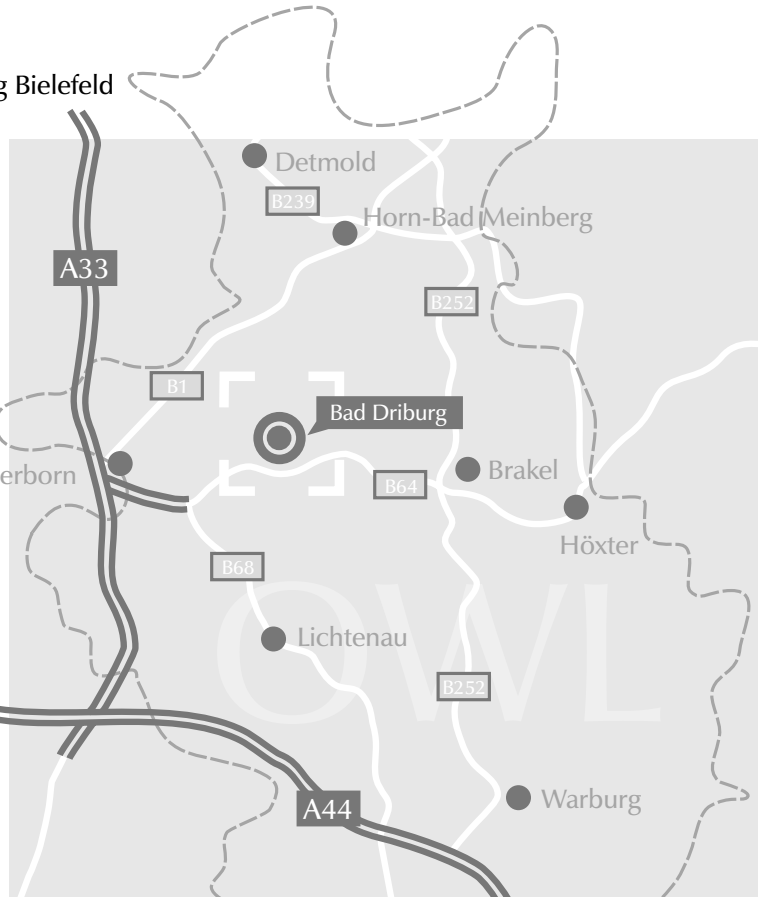 g Bielefeld
Detmold
B239
Horn-Bad Meinberg
A33
B252
B1
Bad Driburg
erborn
B64
Brakel
Höxter
B68
OWL
Lichtenau
B252
A44
Warburg